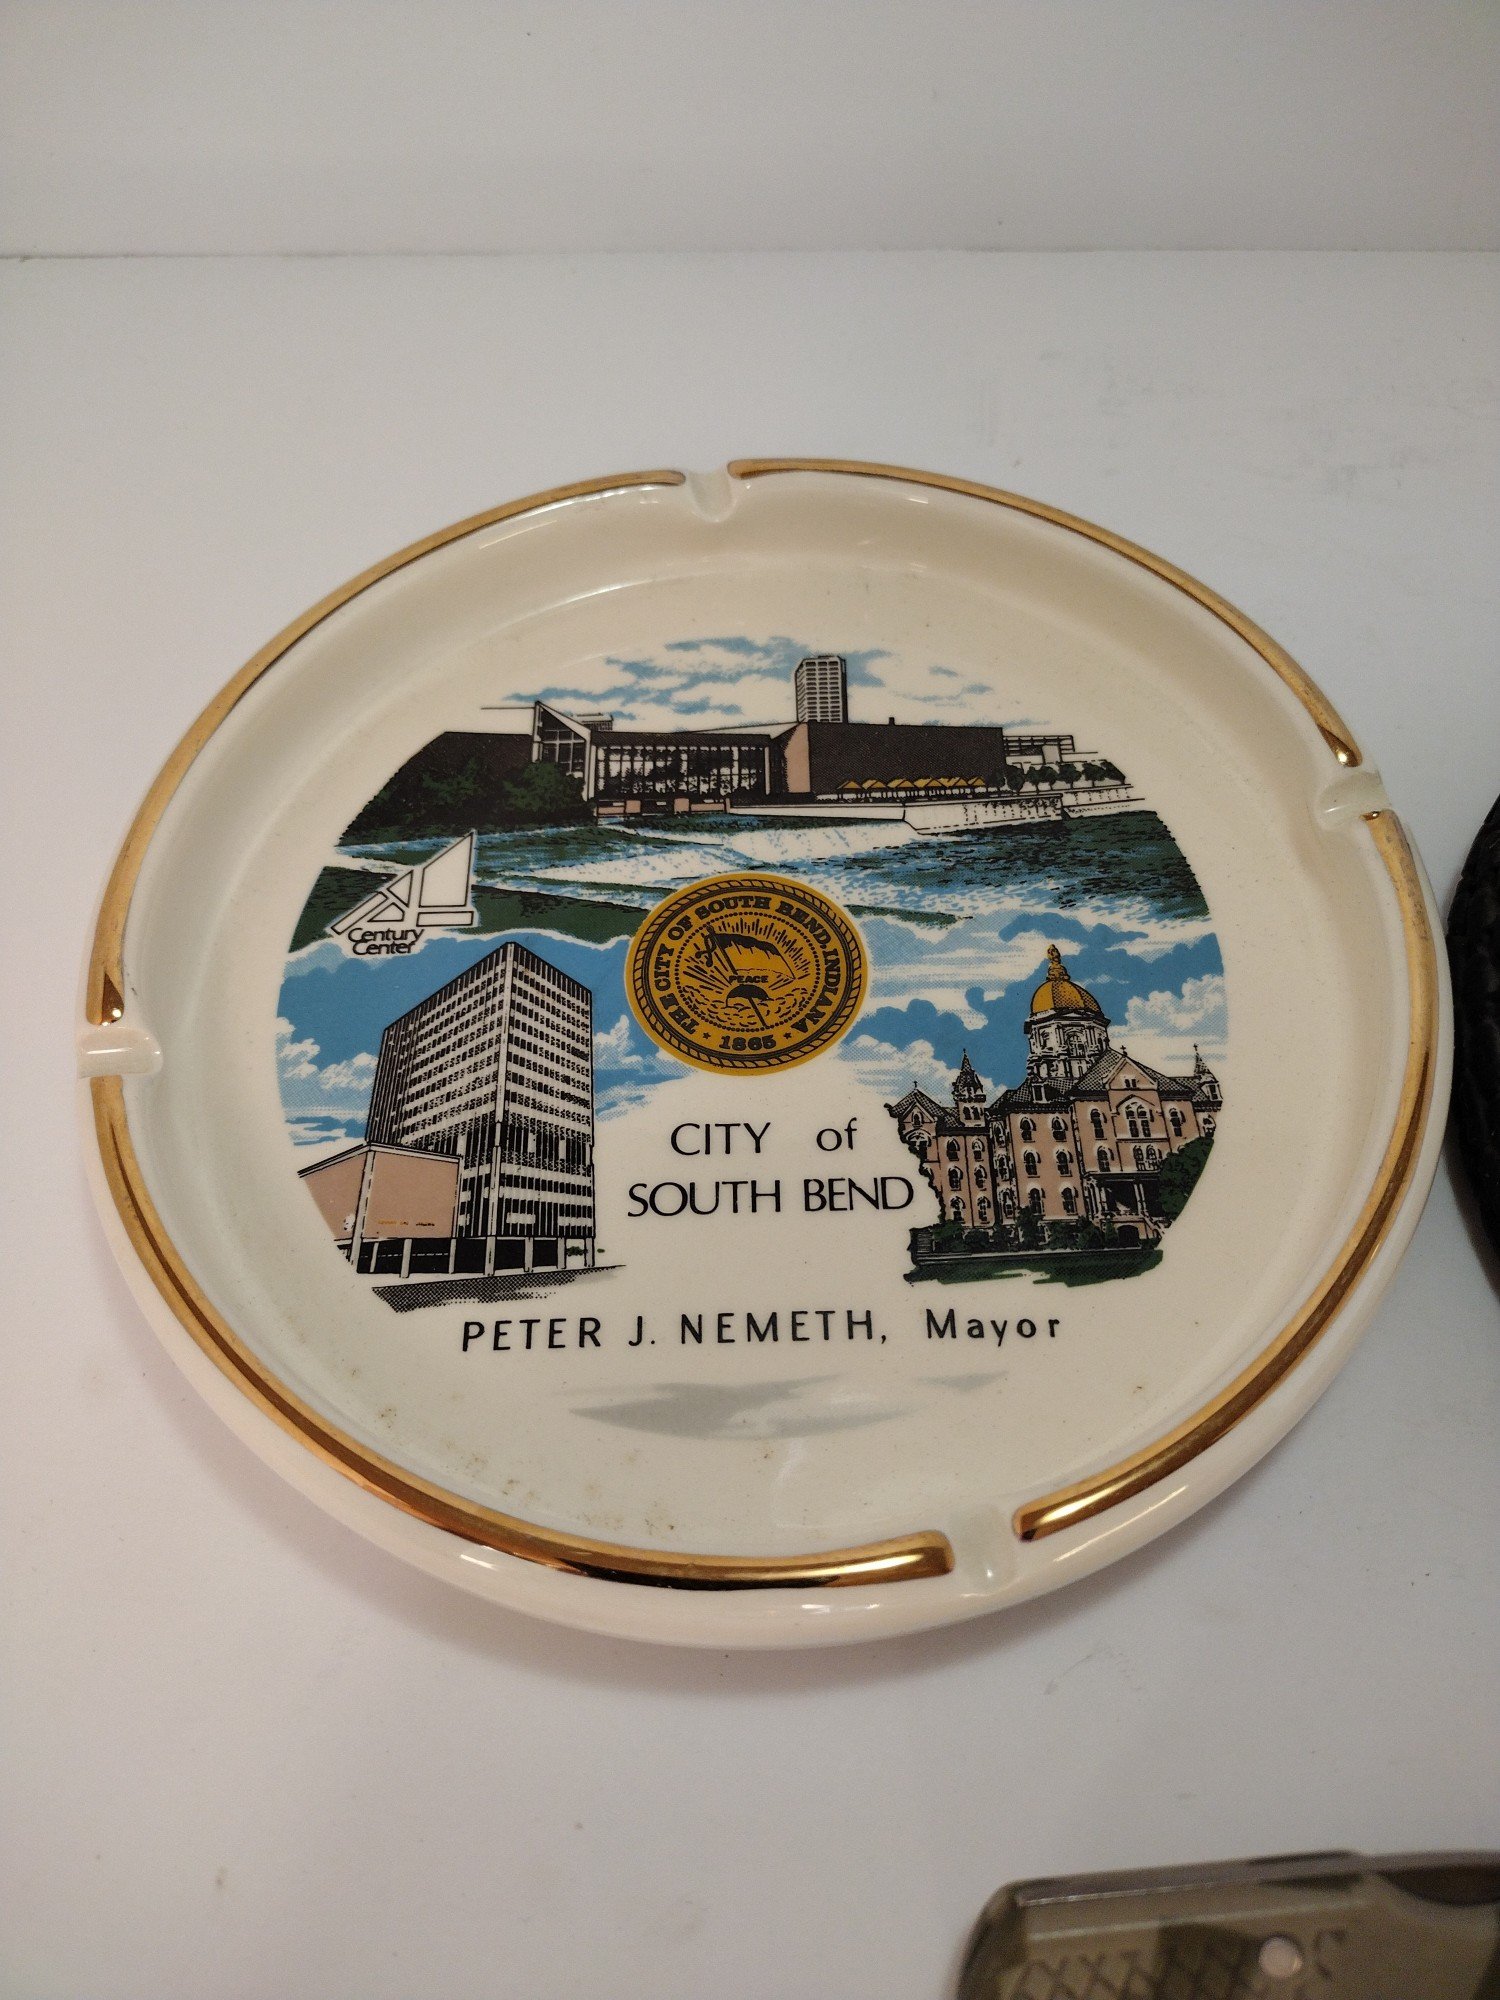 Century
Center
THE CITY OF SOUTH BEND, INDIANA
PEACE
1865
CITY of
SOUTH BEND
PETER J. NEMETH, Mayor